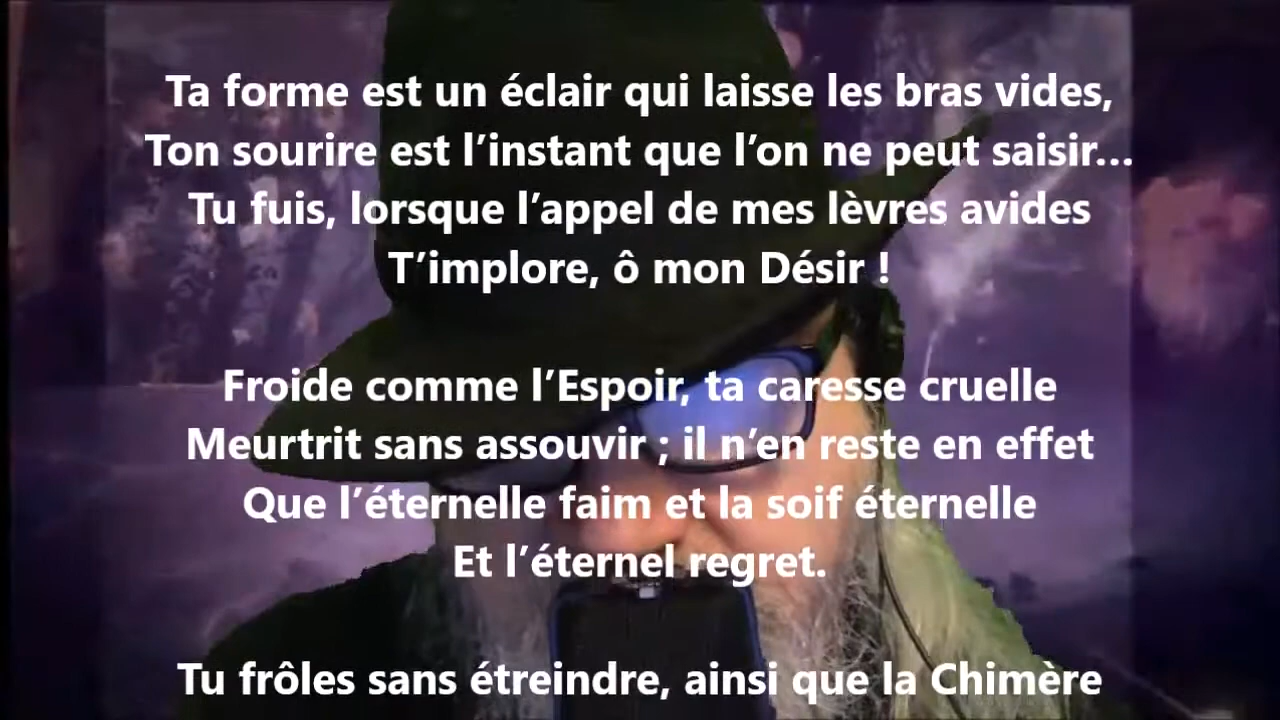 Ta forme est un éclair qui laisse les bras vides,
Ton sourire est l’instant que l’on ne peut saisir…
Tu fuis, lorsque l’appel de mes lèvres avides
T’implore, ô mon Désir !
Froide comme l’Espoir, ta caresse cruelle
Meurtrit sans assouvir ; il n’en reste en effet
Que l’éternelle faim et la soif éternelle
Et l’éternel regret.
Tu frôles sans étreindre, ainsi que la Chimère